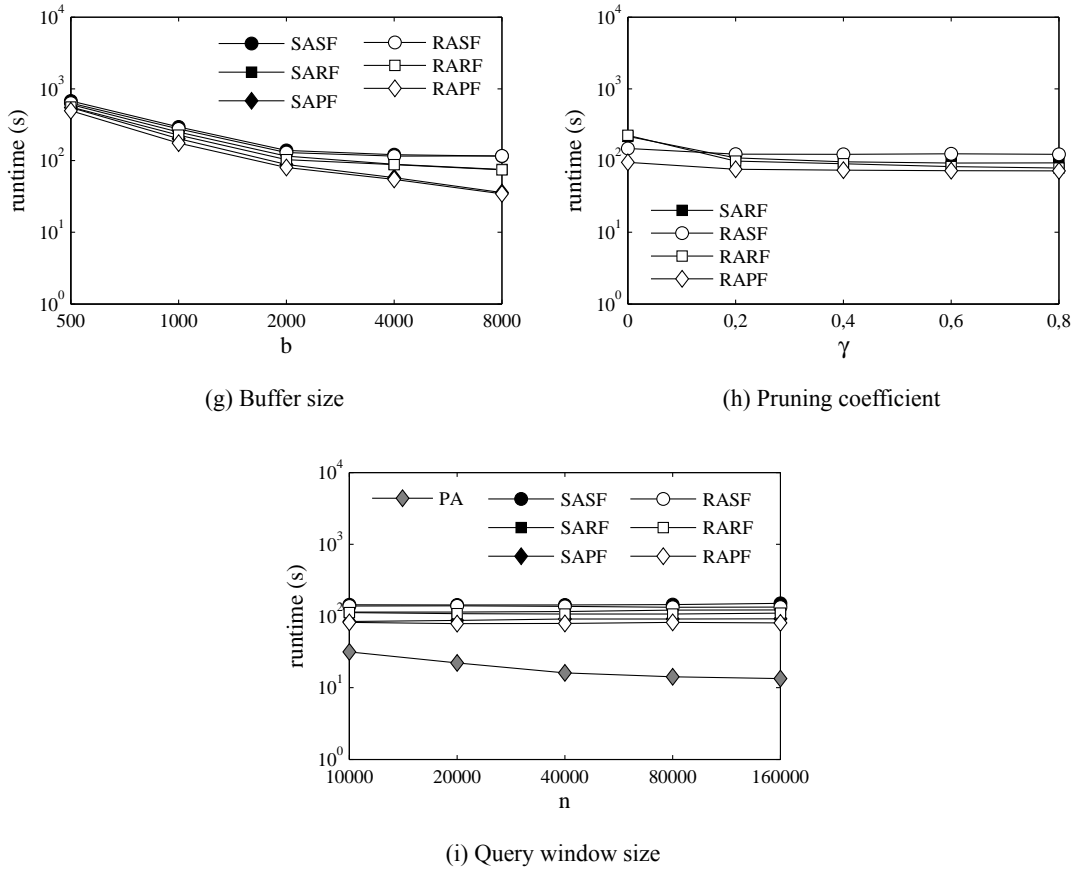 10^4
10^3
10^2
10^1
10^0
runtime (s)
SASF
SARF
SAPF
RASF
RARF
RAPF
500
1000
2000
4000
8000
b
(g) Buffer size
10^4
10^3
10^2
10^1
10^0
runtime (s)
SARF
RASF
RARF
RAPF
0
0,2
0,4
0,6
0,8
γ
(h) Pruning coefficient
10^4
10^3
10^2
10^1
10^0
runtime (s)
PA
SASF
SARF
SAPF
RASF
RARF
RAPF
10000
20000
40000
80000
160000
n
(i) Query window size